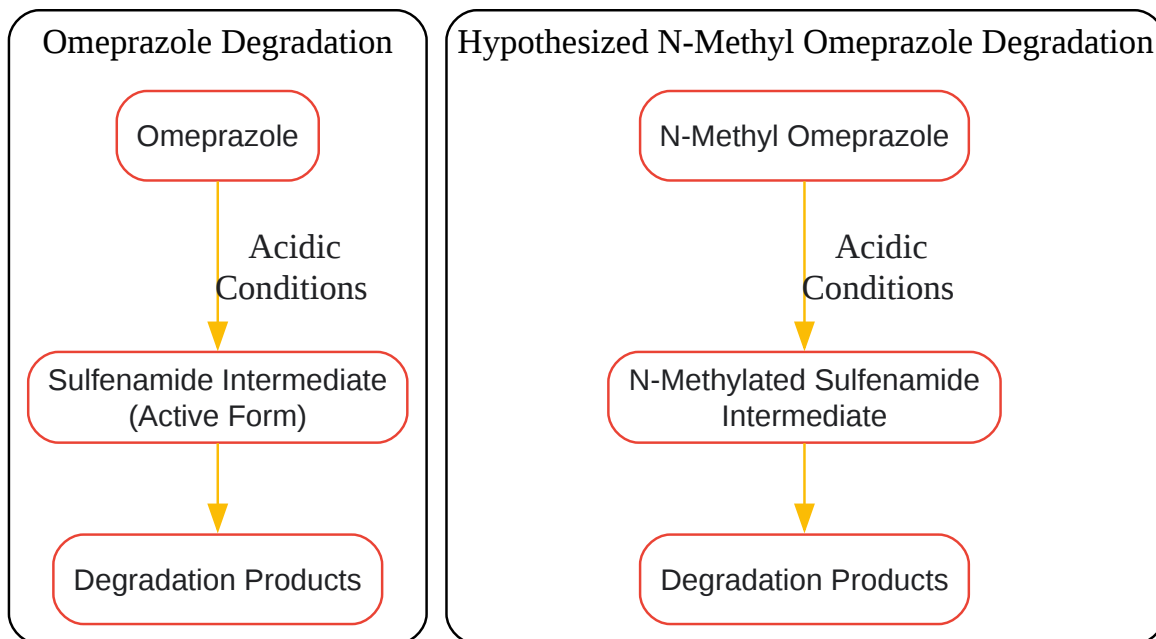 Omeprazole Degradation
Omeprazole
Acidic
Conditions
Sulfenamide Intermediate
(Active Form)
Degradation Products
Hypothesized N-Methyl Omeprazole Degradation
N-Methyl Omeprazole
Acidic
Conditions
N-Methylated Sulfenamide
Intermediate
Degradation Products